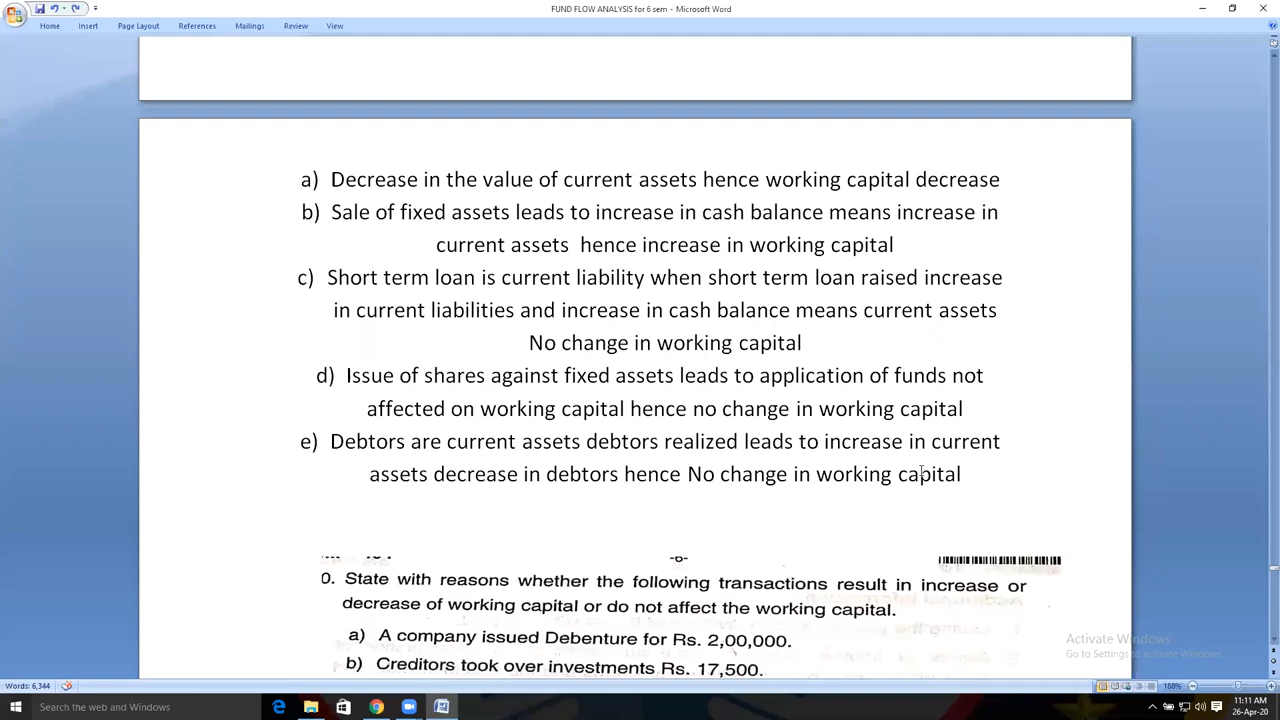 FUND FLOW ANALYSIS for 6 sem - Microsoft Word
Home Insert Page Layout References Mailings Review View
a) Decrease in the value of current assets hence working capital decrease
b) Sale of fixed assets leads to increase in cash balance means increase in
current assets hence increase in working capital
c) Short term loan is current liability when short term loan raised increase
in current liabilities and increase in cash balance means current assets
No change in working capital
d) Issue of shares against fixed assets leads to application of funds not
affected on working capital hence no change in working capital
e) Debtors are current assets debtors realized leads to increase in current
assets decrease in debtors hence No change in working capital
-6-
0. State with reasons whether the following transactions result in increase or
decrease of working capital or do not affect the working capital.
a) A company issued Debenture for Rs. 2,00,000.
b) Creditors took over investments Rs. 17,500.
Activate Windows
Go to Settings to activate Windows.
Words: 6,344
188%
Search the web and Windows
11:11 AM
26-Apr-20